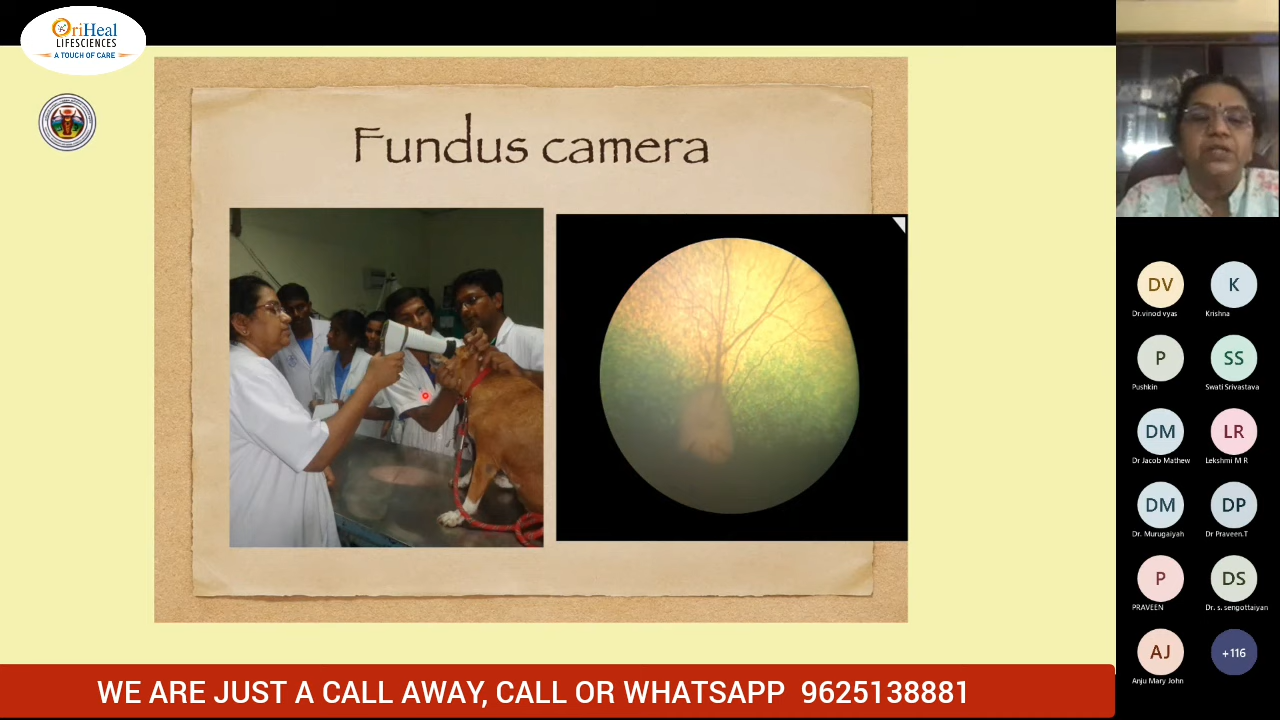 OriHeal
LIFESCIENCES
A TOUCH OF CARE
Fundus camera
DV
Dr.vinod vyas
K
Krishna
P
Pushkin
SS
Swati Srivastava
DM
Dr Jacob Mathew
LR
Lekshmi M R
DM
Dr. Murugaiyah
DP
Dr Praveen.T
P
PRAVEEN
DS
Dr. s. sengottaiyan
AJ
Anju Mary John
+116
WE ARE JUST A CALL AWAY, CALL OR WHATSAPP 9625138881